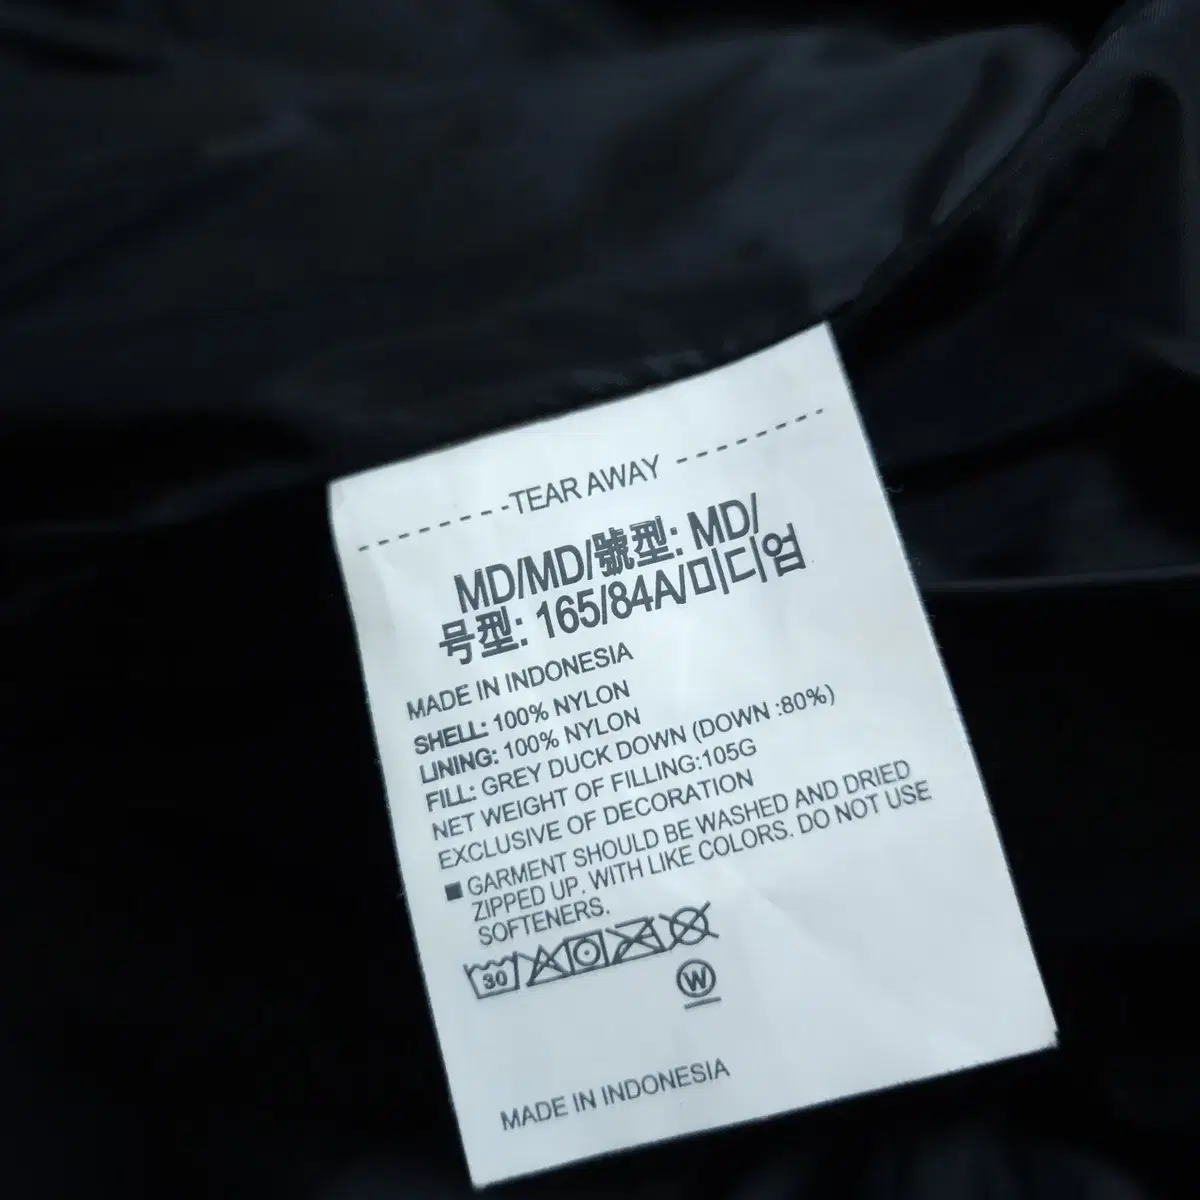 -------TEAR AWAY-------
MD/MD/號型: MD/
号型: 165/84A/미디엄
MADE IN INDONESIA
SHELL: 100% NYLON
LINING: 100% NYLON
FILL: GREY DUCK DOWN (DOWN :80%)
NET WEIGHT OF FILLING:105G
EXCLUSIVE OF DECORATION
■ GARMENT SHOULD BE WASHED AND DRIED
ZIPPED UP. WITH LIKE COLORS. DO NOT USE
SOFTENERS.
30
W
MADE IN INDONESIA